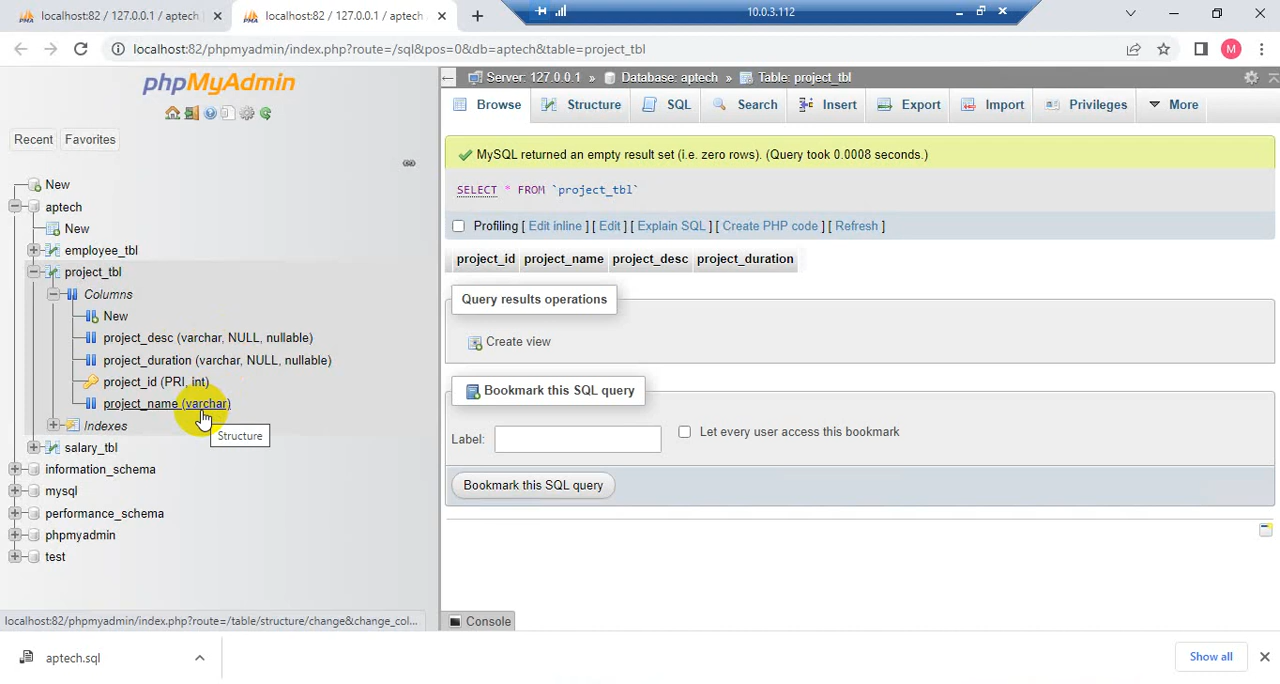 localhost:82 / 127.0.0.1 / aptech
localhost:82 / 127.0.0.1 / aptech
10.0.3.112
localhost:82/phpmyadmin/index.php?route=/sql&pos=0&db=aptech&table=project_tbl
M
phpMyAdmin
Recent
Favorites
New
aptech
New
employee_tbl
project_tbl
Columns
New
project_desc (varchar, NULL, nullable)
project_duration (varchar, NULL, nullable)
project_id (PRI, int)
project_name (varchar)
Structure
Indexes
salary_tbl
information_schema
mysql
performance_schema
phpmyadmin
test
localhost:82/phpmyadmin/index.php?route=/table/structure/change&change_col...
Server: 127.0.0.1 » Database: aptech » Table: project_tbl
Browse Structure SQL Search Insert Export Import Privileges More
MySQL returned an empty result set (i.e. zero rows). (Query took 0.0008 seconds.)
SELECT * FROM `project_tbl`
Profiling [ Edit inline ] [ Edit ] [ Explain SQL ] [ Create PHP code ] [ Refresh ]
project_id project_name project_desc project_duration
Query results operations
Create view
Bookmark this SQL query
Label:
Let every user access this bookmark
Bookmark this SQL query
Console
aptech.sql
Show all